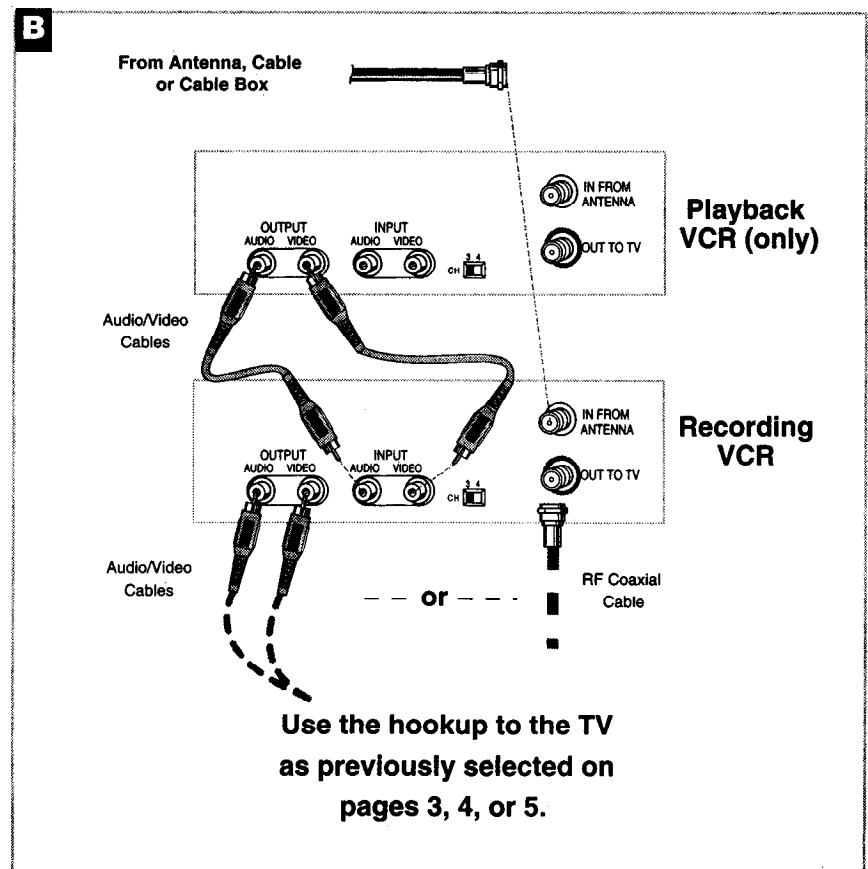 B
From Antenna, Cable
or Cable Box
IN FROM
ANTENNA
OUTPUT
AUDIO VIDEO
INPUT
AUDIO VIDEO
3 4
CH
OUT TO TV
Playback
VCR (only)
Audio/Video
Cables
IN FROM
ANTENNA
OUTPUT
AUDIO VIDEO
INPUT
AUDIO VIDEO
3 4
CH
OUT TO TV
Recording
VCR
Audio/Video
Cables
— — or — —
RF Coaxial
Cable
Use the hookup to the TV
as previously selected on
pages 3, 4, or 5.